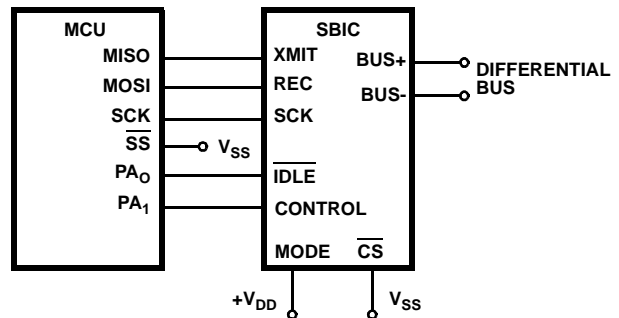 MCU
MISO
MOSI
SCK
SS
VSS
PAO
PA1
SBIC
XMIT
REC
SCK
IDLE
CONTROL
MODE
CS
BUS+
BUS-
DIFFERENTIAL
BUS
+VDD
VSS